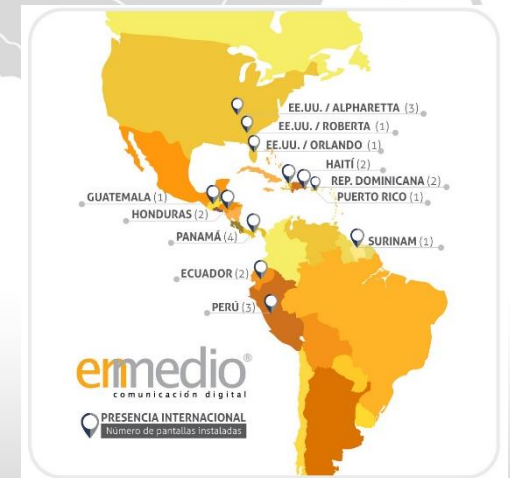 EE.UU. / ALPHARETTA (3)
EE.UU. / ROBERTA (1)
EE.UU. / ORLANDO (1)
HAITÍ (2)
REP. DOMINICANA (2)
PUERTO RICO (1)
GUATEMALA (1)
HONDURAS (2)
PANAMÁ (4)
SURINAM (1)
ECUADOR (2)
PERÚ (3)
enmedio®
comunicación digital
PRESENCIA INTERNACIONAL
Número de pantallas instaladas